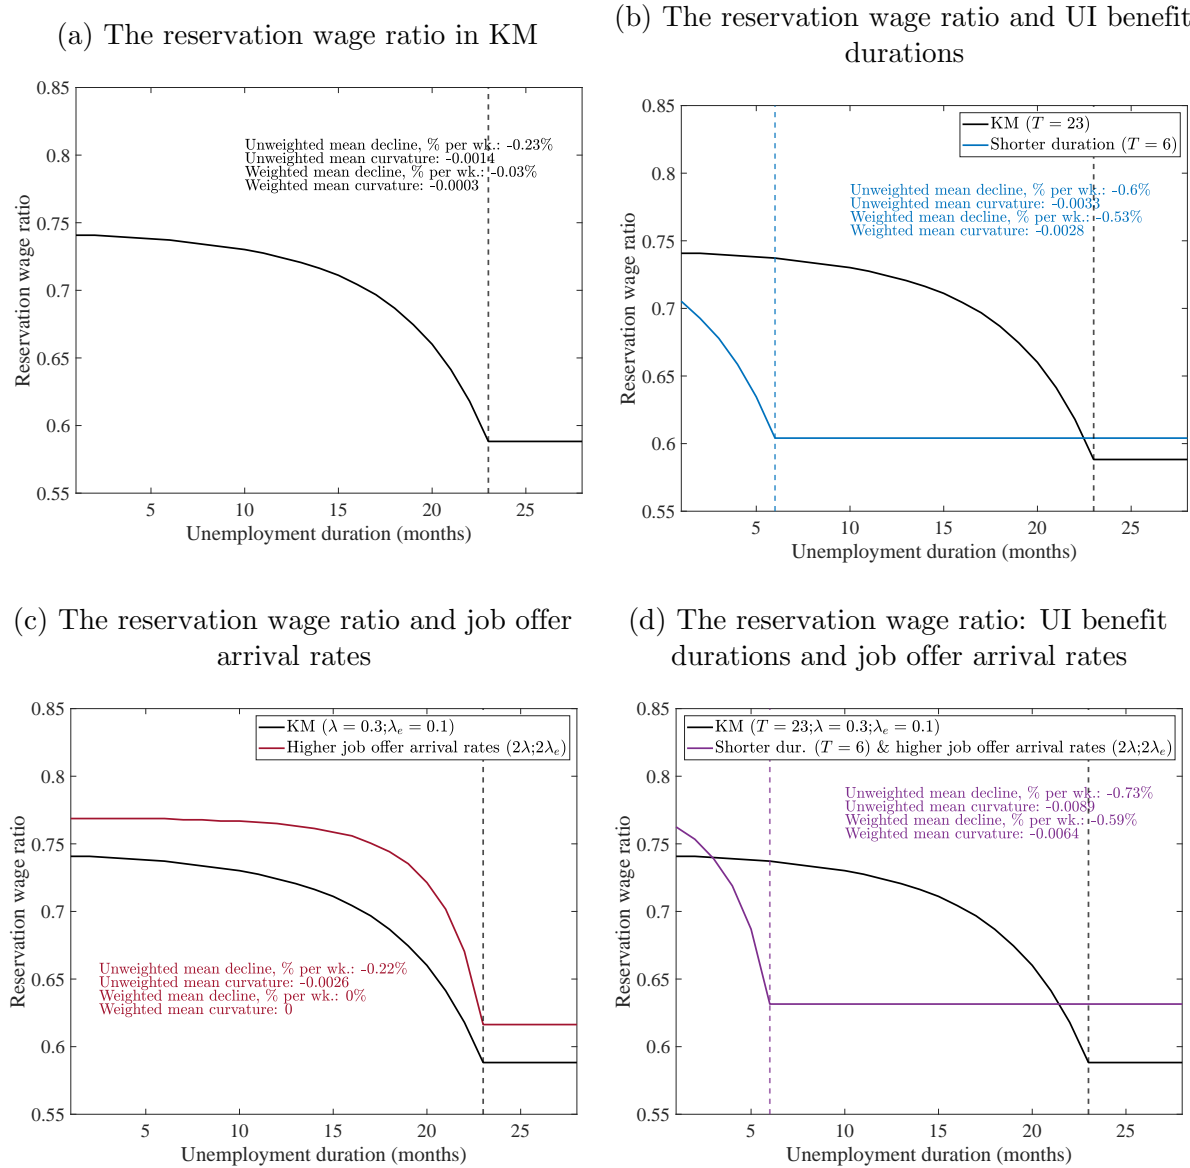 (a) The reservation wage ratio in KM
0.85
0.8
0.75
0.7
0.65
0.6
0.55
Reservation wage ratio
Unweighted mean decline, % per wk.: -0.23%
Unweighted mean curvature: -0.0014
Weighted mean decline, % per wk.: -0.03%
Weighted mean curvature: -0.0003
5 10 15 20 25
Unemployment duration (months)
(b) The reservation wage ratio and UI benefit
durations
0.85
0.8
0.75
0.7
0.65
0.6
0.55
Reservation wage ratio
KM (T = 23)
Shorter duration (T = 6)
Unweighted mean decline, % per wk.: -0.6%
Unweighted mean curvature: -0.0033
Weighted mean decline, % per wk.: -0.53%
Weighted mean curvature: -0.0028
5 10 15 20 25
Unemployment duration (months)
(c) The reservation wage ratio and job offer
arrival rates
0.85
0.8
0.75
0.7
0.65
0.6
0.55
Reservation wage ratio
KM (λ = 0.3;λe = 0.1)
Higher job offer arrival rates (2λ;2λe)
Unweighted mean decline, % per wk.: -0.22%
Unweighted mean curvature: -0.0026
Weighted mean decline, % per wk.: 0%
Weighted mean curvature: 0
5 10 15 20 25
Unemployment duration (months)
(d) The reservation wage ratio: UI benefit
durations and job offer arrival rates
0.85
0.8
0.75
0.7
0.65
0.6
0.55
Reservation wage ratio
KM (T = 23;λ = 0.3;λe = 0.1)
Shorter dur. (T = 6) & higher job offer arrival rates (2λ;2λe)
Unweighted mean decline, % per wk.: -0.73%
Unweighted mean curvature: -0.0089
Weighted mean decline, % per wk.: -0.59%
Weighted mean curvature: -0.0064
5 10 15 20 25
Unemployment duration (months)